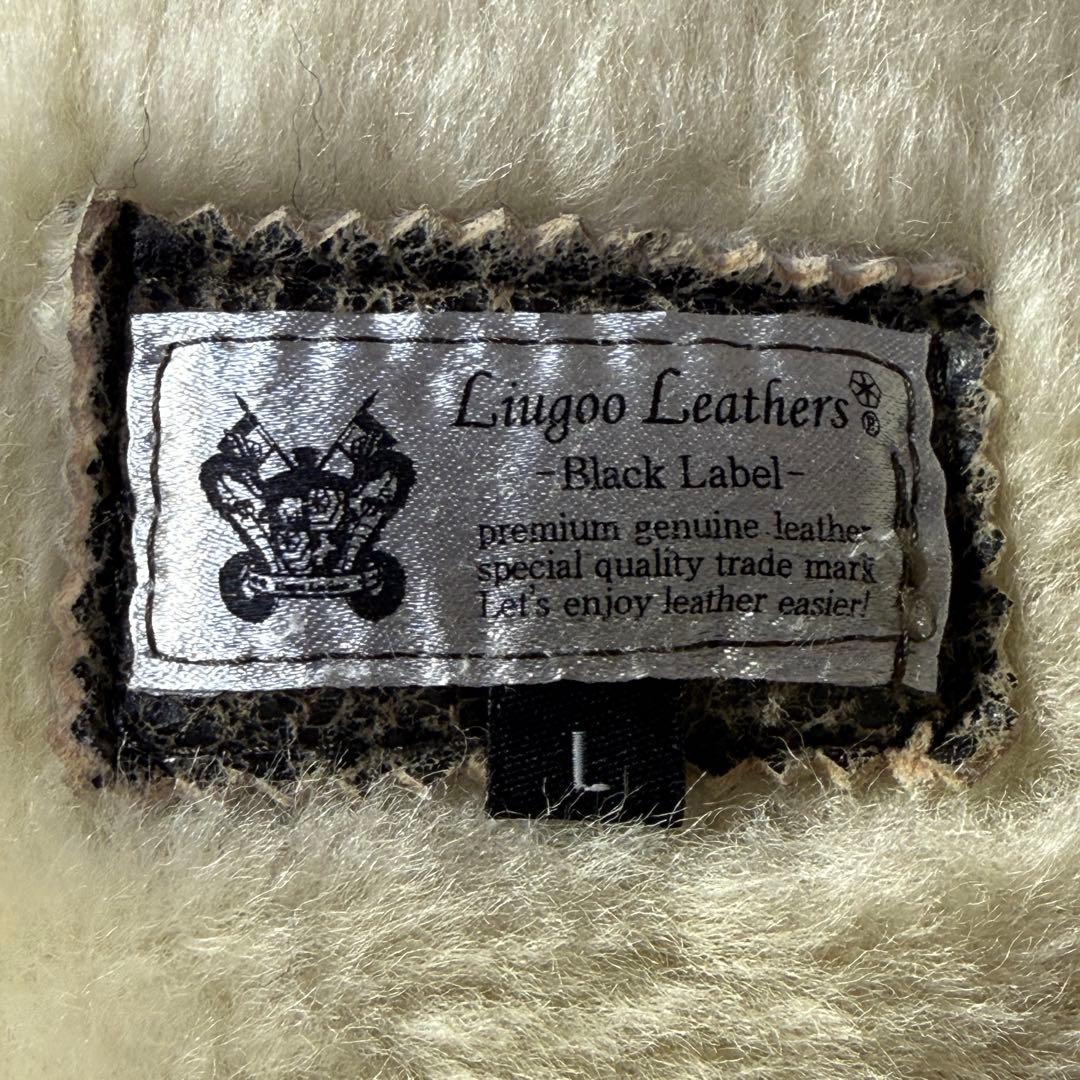 Liugoo Leathers®
-Black Label-
premium genuine leather
special quality trade mark
Let's enjoy leather easier!
L